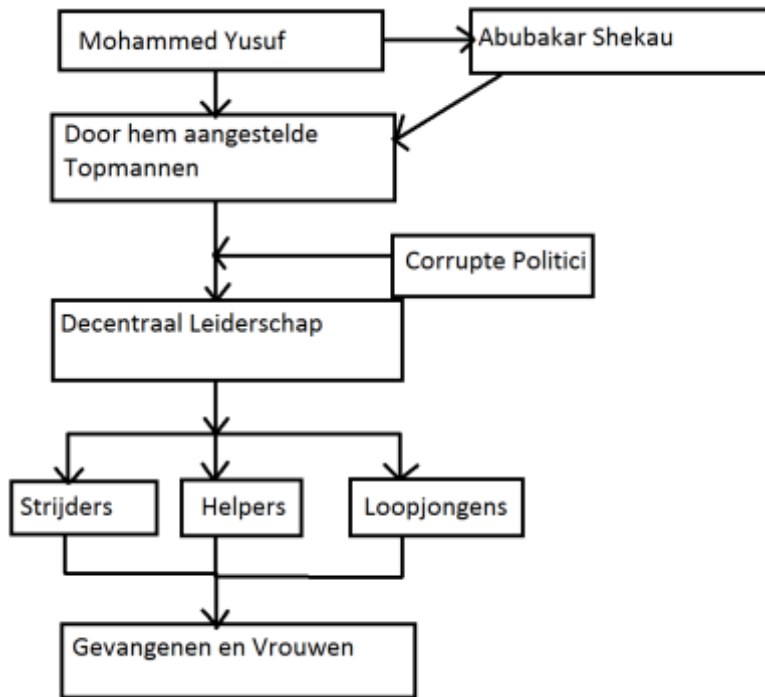 Mohammed Yusuf
Abubakar Shekau
Door hem aangestelde
Topmannen
Corrupte Politici
Decentraal Leiderschap
Strijders
Helpers
Loopjongens
Gevangenen en Vrouwen